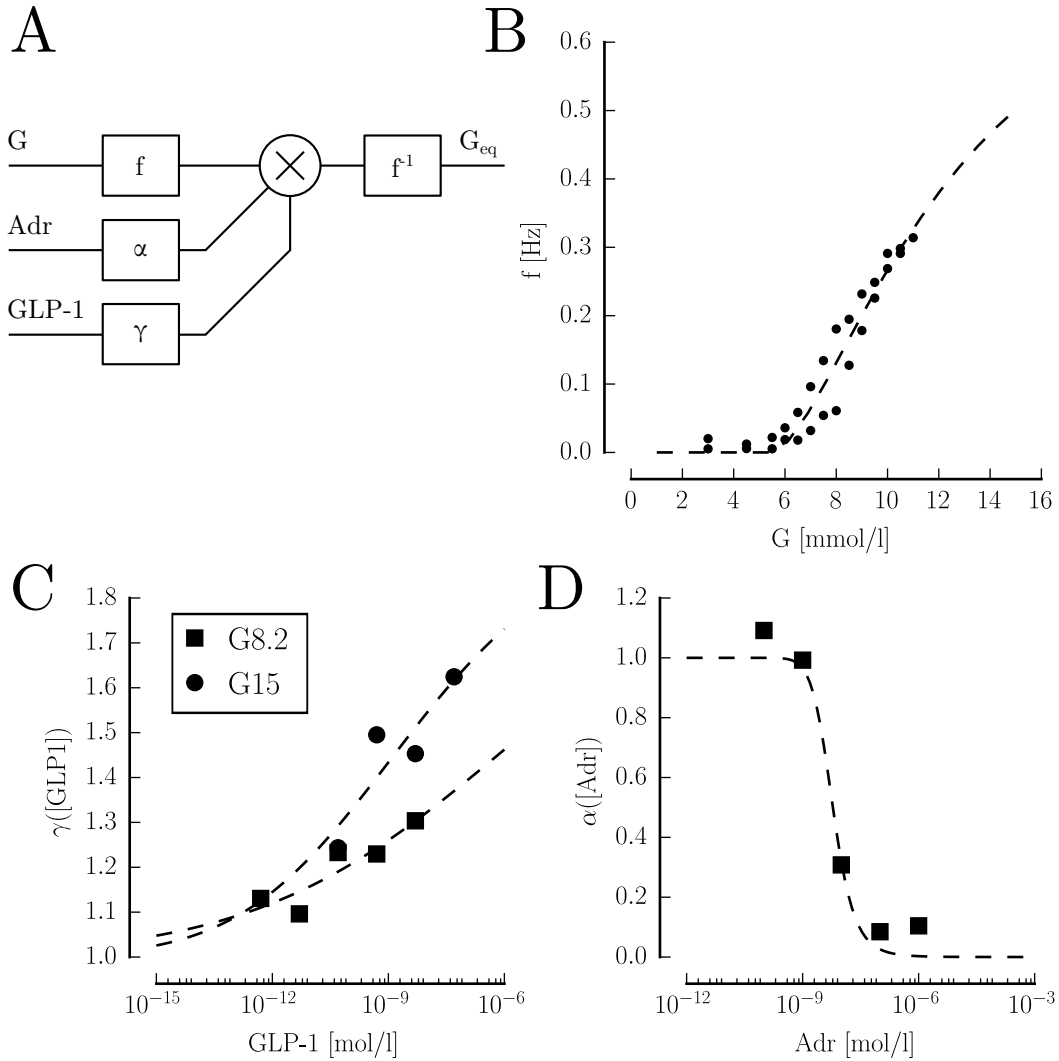 A
G
f
f⁻¹
G_eq
Adr
α
GLP-1
γ
B
0.6
0.5
0.4
0.3
0.2
0.1
0.0
f [Hz]
0 2 4 6 8 10 12 14 16
G [mmol/l]
C
1.8
1.7
1.6
1.5
1.4
1.3
1.2
1.1
1.0
γ([GLP1])
G8.2
G15
10⁻¹⁵ 10⁻¹² 10⁻⁹ 10⁻⁶
GLP-1 [mol/l]
D
1.2
1.0
0.8
0.6
0.4
0.2
0.0
α([Adr])
10⁻¹² 10⁻⁹ 10⁻⁶ 10⁻³
Adr [mol/l]